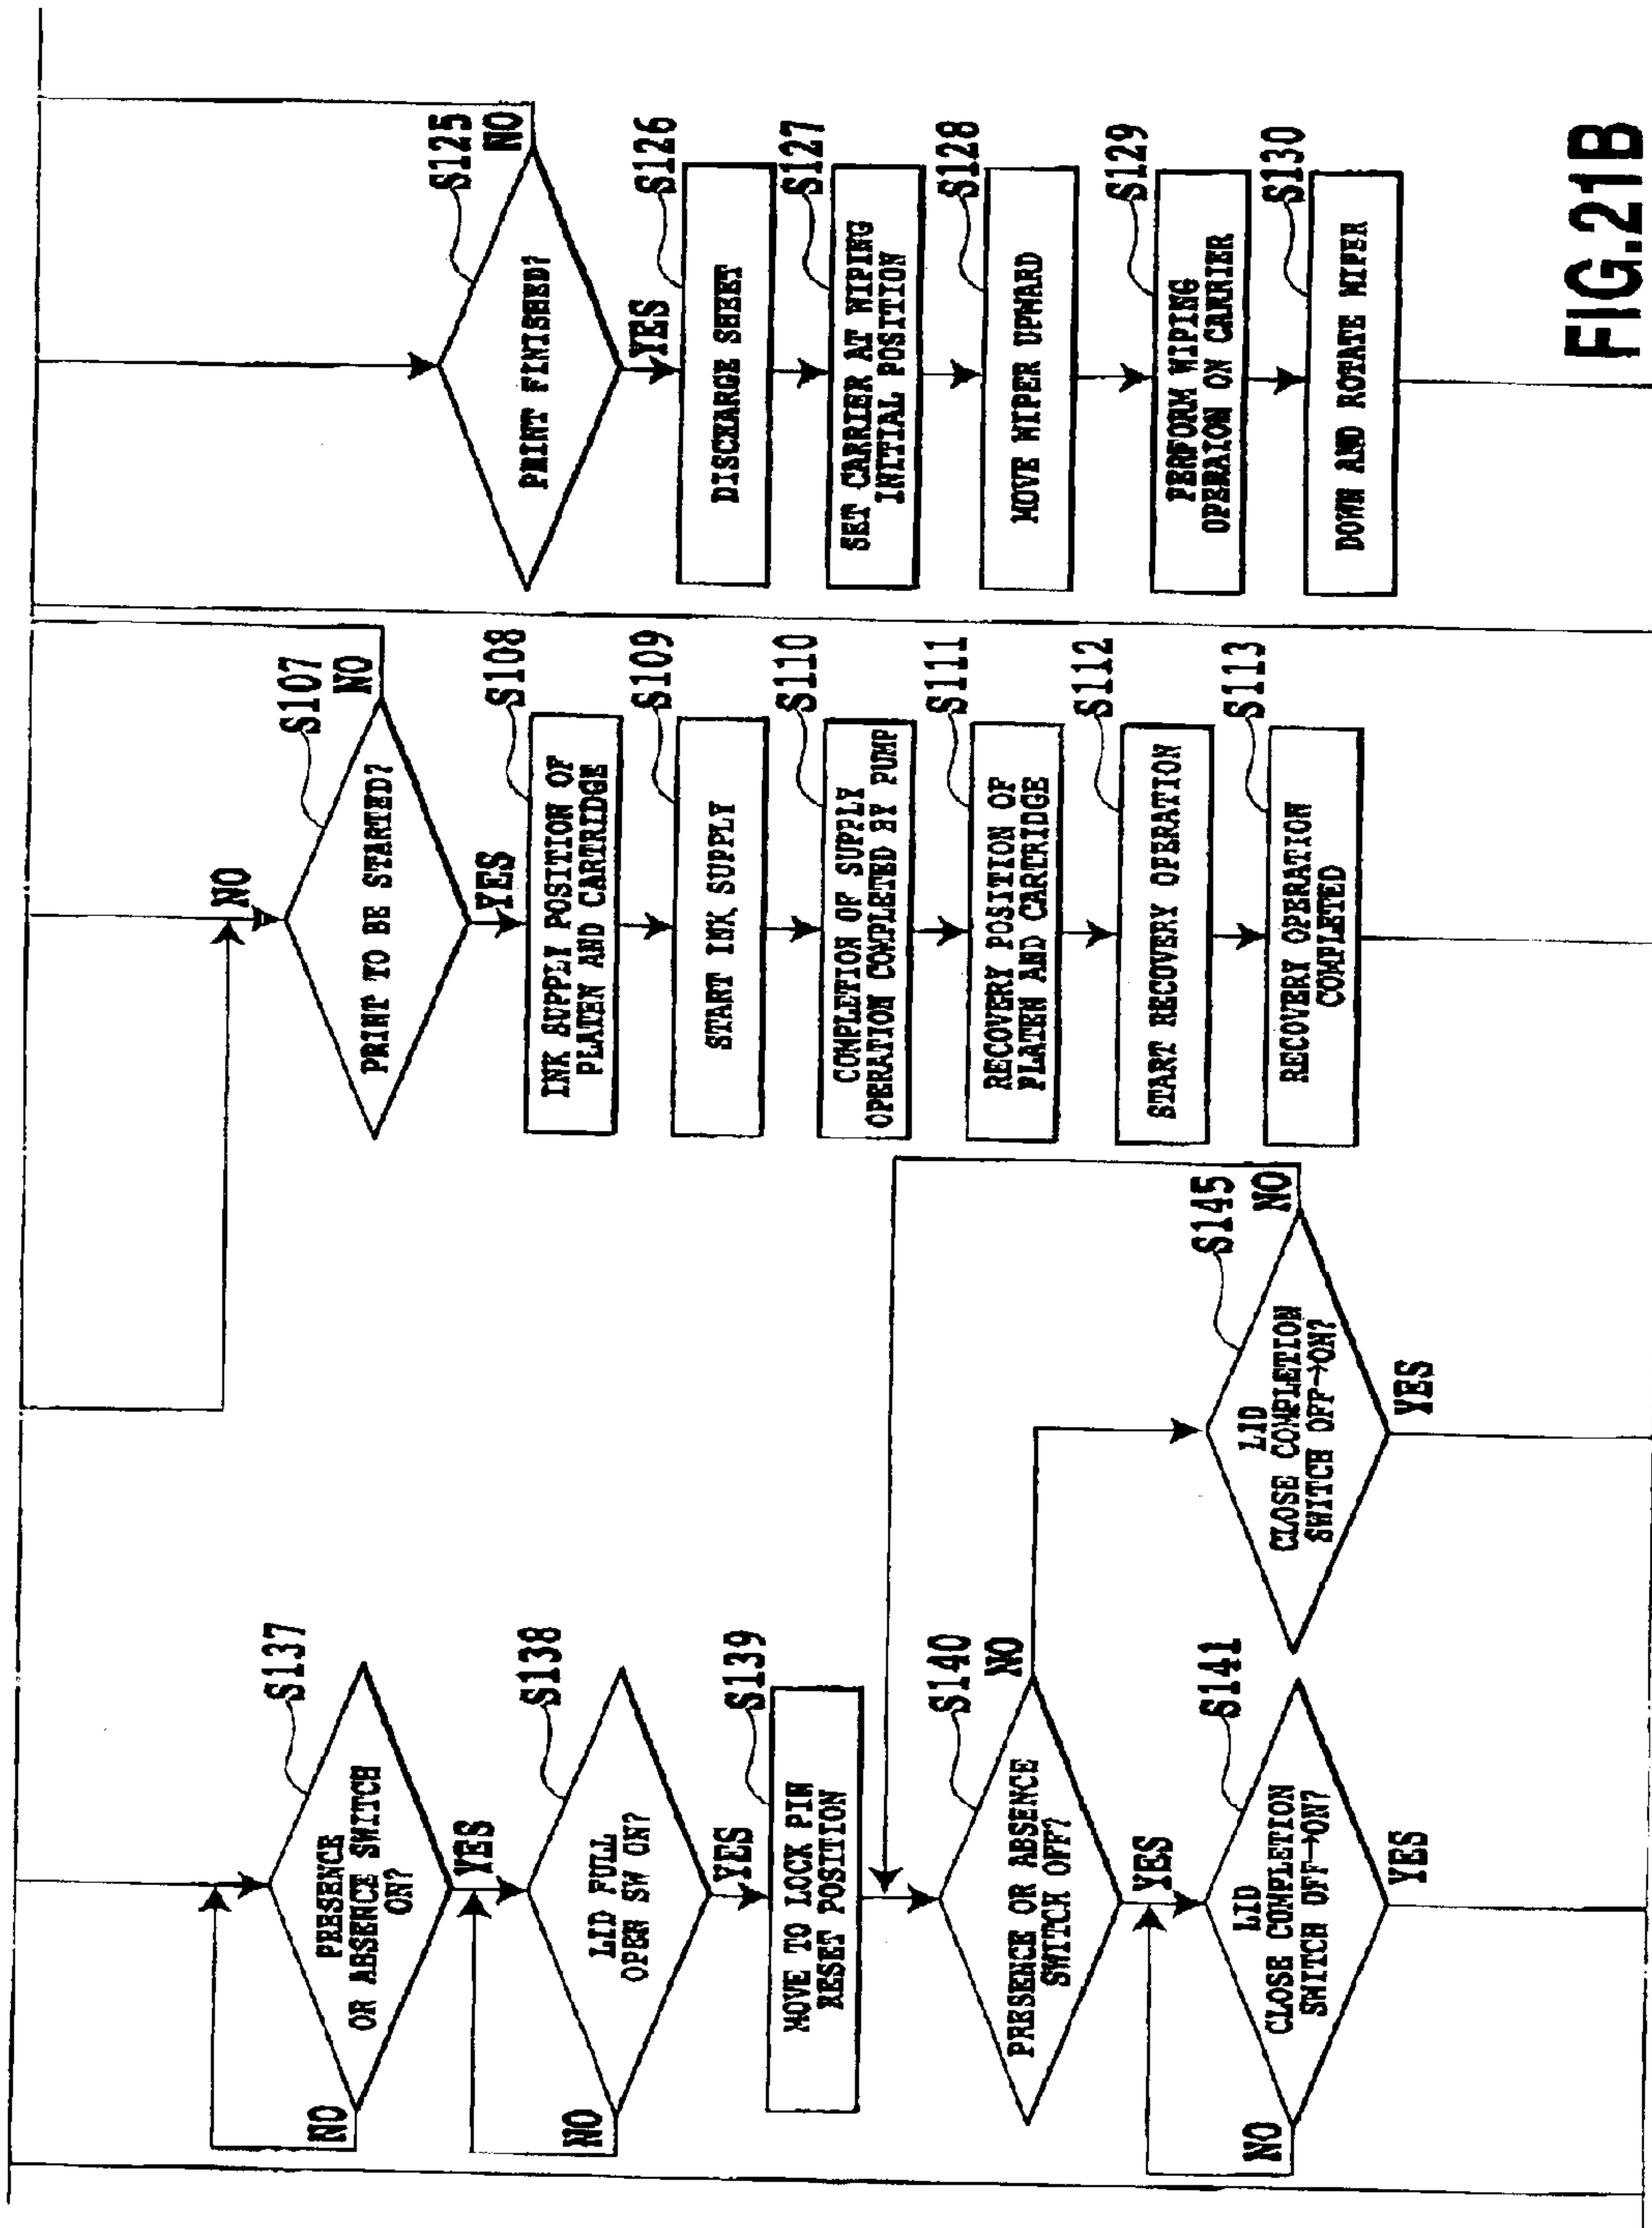 S137
PRESENCE
OR ABSENCE SWITCH
ON?
NO
YES
S138
LID FULL
OPEN SW ON?
NO
YES
S139
MOVE TO LOCK PIN
RESET POSITION
S140
PRESENCE OR ABSENCE
SWITCH OFF?
NO
YES
S141
LID
CLOSE COMPLETION
SWITCH OFF→ON?
NO
YES
S145
LID
CLOSE COMPLETION
SWITCH OFF→ON?
NO
YES
NO
S107
PRINT TO BE STARTED?
NO
YES
S108
INK SUPPLY POSITION OF
PLATEN AND CARTRIDGE
S109
START INK SUPPLY
S110
COMPLETION OF SUPPLY
OPERATION COMPLETED BY PUMP
S111
RECOVERY POSITION OF
PLATEN AND CARTRIDGE
S112
START RECOVERY OPERATION
S113
RECOVERY OPERATION
COMPLETED
S125
PRINT FINISHED?
NO
YES
S126
DISCHARGE SHEET
S127
SET CARRIER AT WIPING
INITIAL POSITION
S128
MOVE WIPER UPWARD
S129
PERFORM WIPING
OPERAION ON CARRIER
S130
DOWN AND ROTATE WIPER
FIG.21B